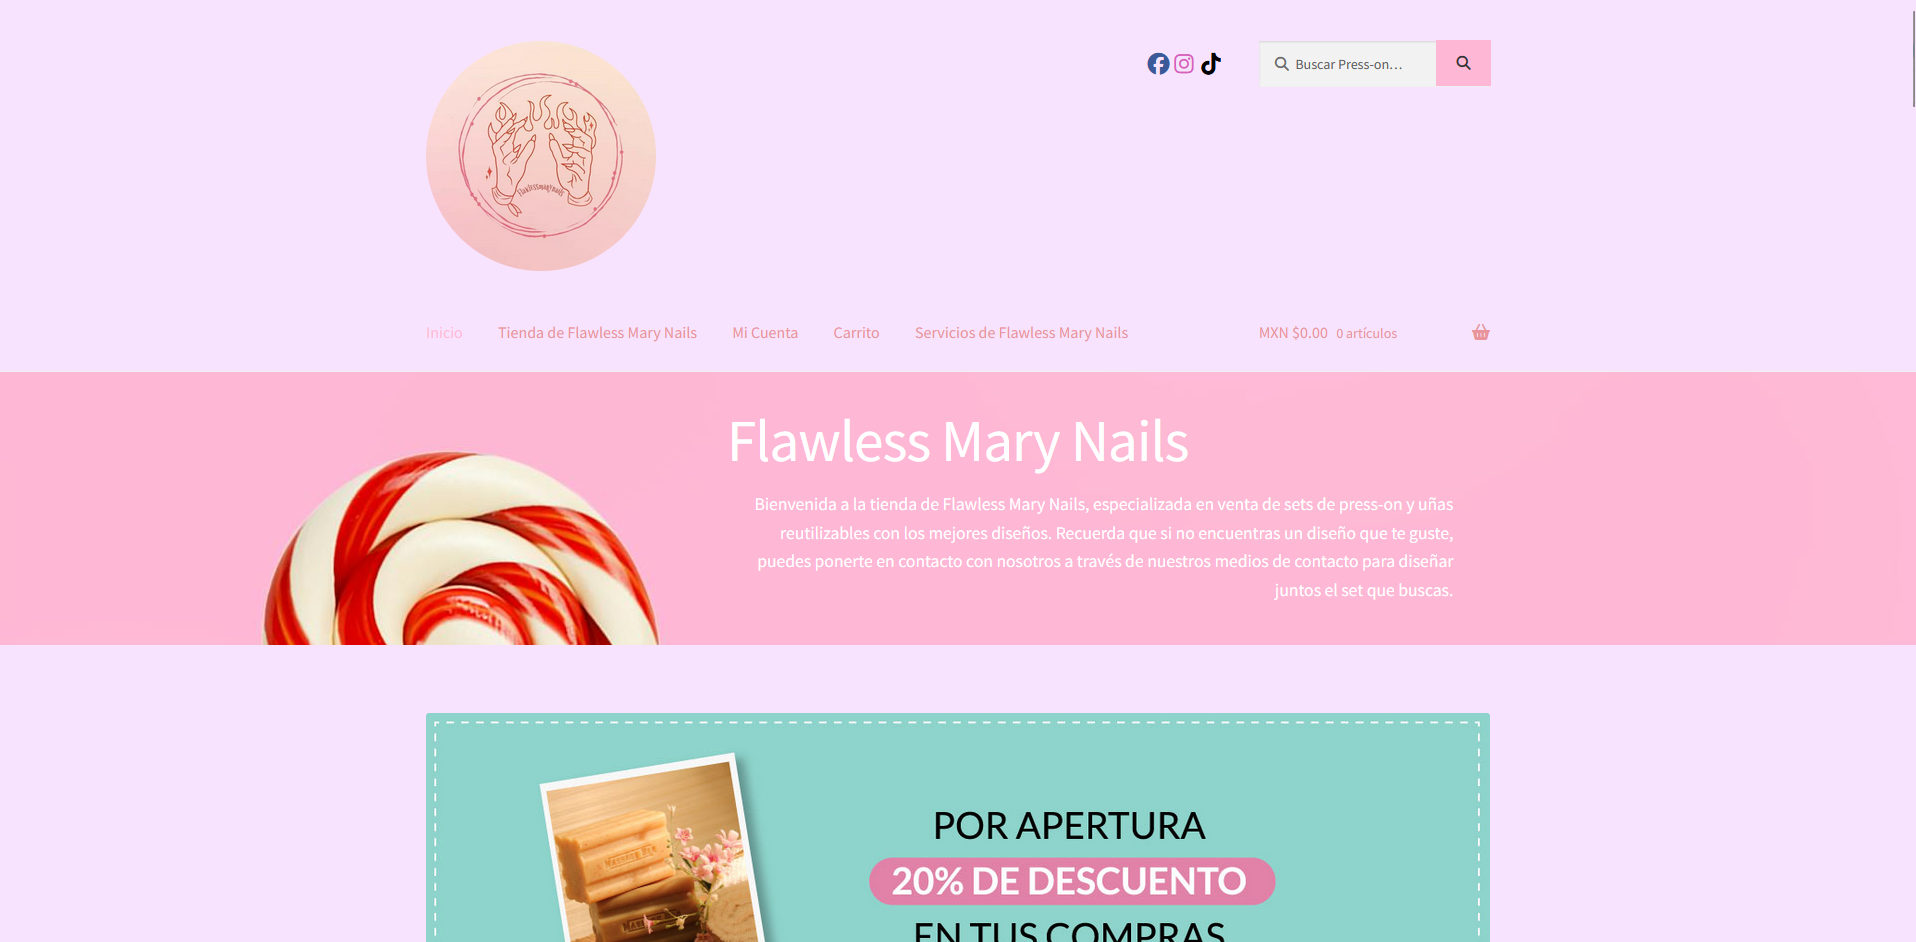 flawlessmarynails
Buscar Press-on…
Inicio
Tienda de Flawless Mary Nails
Mi Cuenta
Carrito
Servicios de Flawless Mary Nails
MXN $0.00 0 artículos
Flawless Mary Nails
Bienvenida a la tienda de Flawless Mary Nails, especializada en venta de sets de press-on y uñas
reutilizables con los mejores diseños. Recuerda que si no encuentras un diseño que te guste,
puedes ponerte en contacto con nosotros a través de nuestros medios de contacto para diseñar
juntos el set que buscas.
POR APERTURA
20% DE DESCUENTO
EN TUS COMPRAS